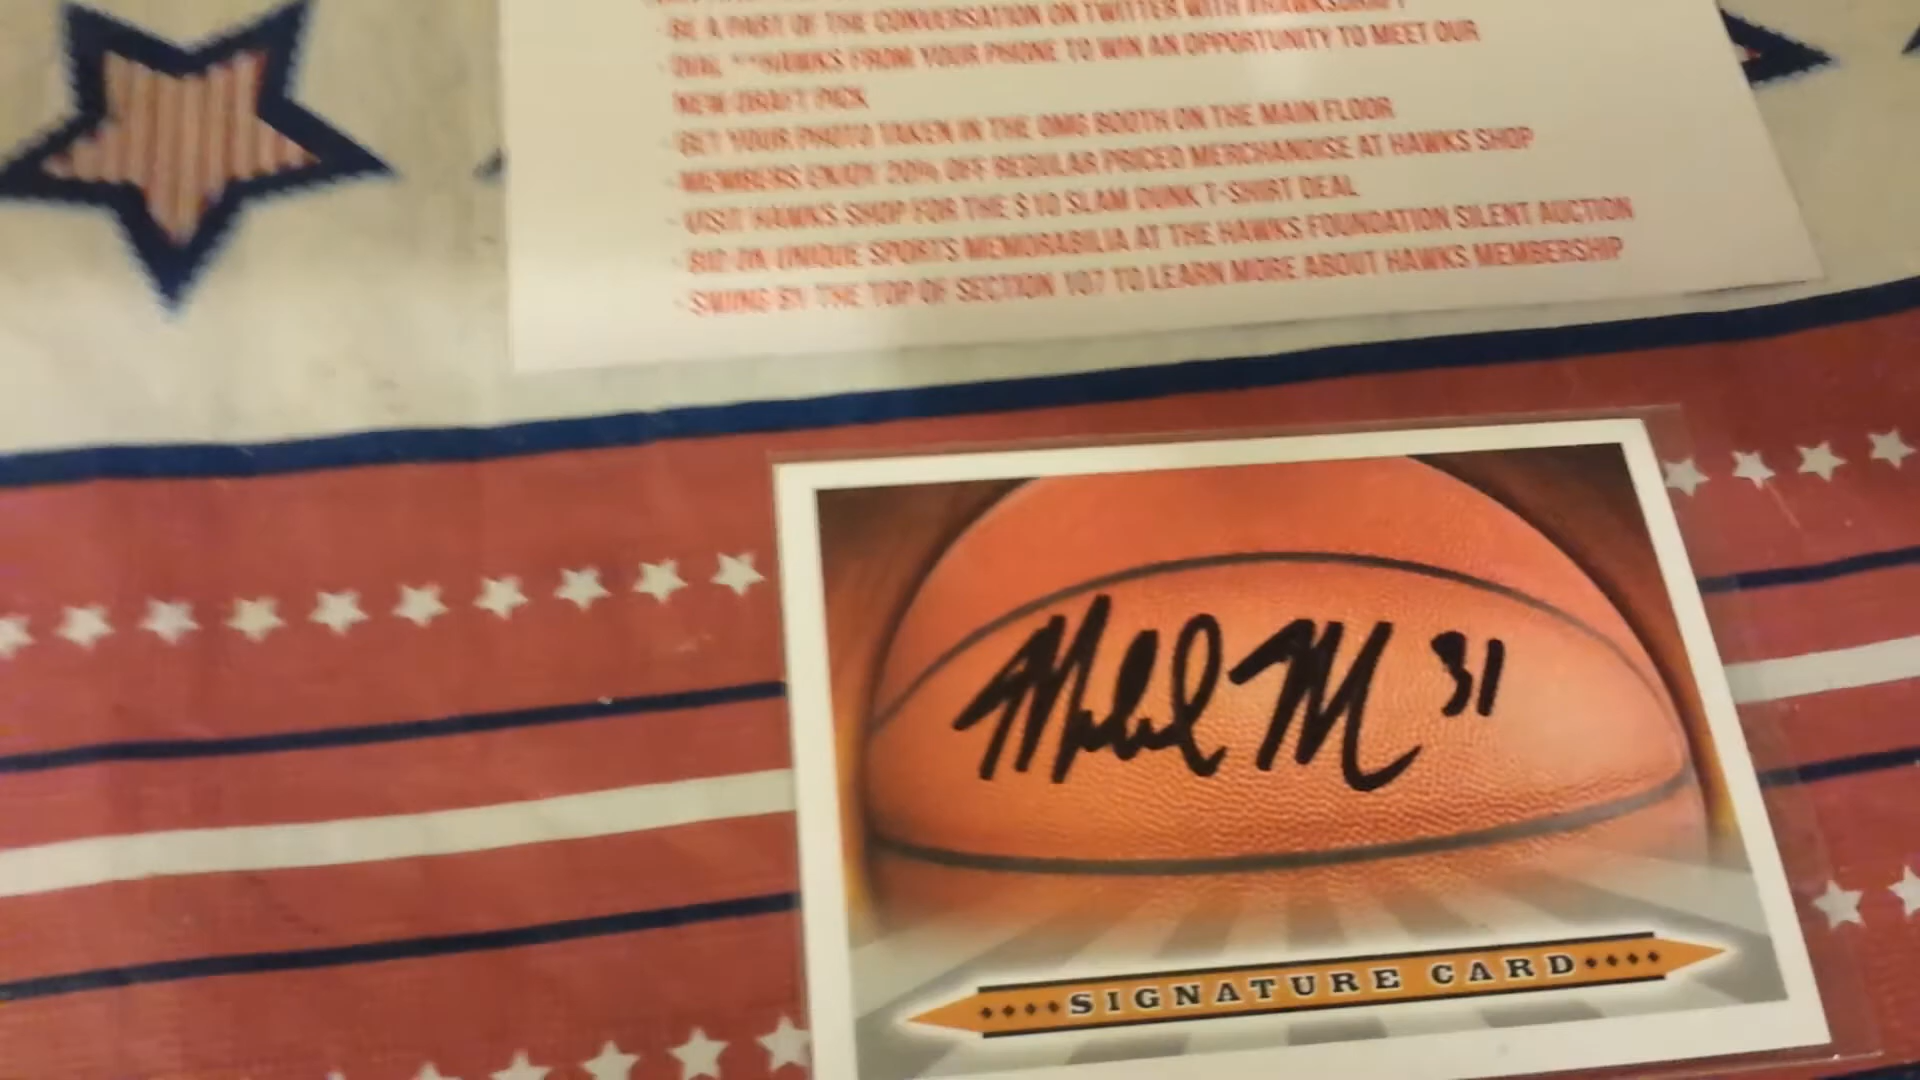 - BE A PART OF THE CONVERSATION ON TWITTER WITH #HAWKSDRAFT
- DIAL **HAWKS FROM YOUR PHONE TO WIN AN OPPORTUNITY TO MEET OUR
NEW DRAFT PICK
- GET YOUR PHOTO TAKEN IN THE OMG BOOTH ON THE MAIN FLOOR
- MEMBERS ENJOY 20% OFF REGULAR PRICED MERCHANDISE AT HAWKS SHOP
- VISIT HAWKS SHOP FOR THE $10 SLAM DUNK T-SHIRT DEAL
- BID ON UNIQUE SPORTS MEMORABILIA AT THE HAWKS FOUNDATION SILENT AUCTION
- SWING BY THE TOP OF SECTION 107 TO LEARN MORE ABOUT HAWKS MEMBERSHIP
31
SIGNATURE CARD